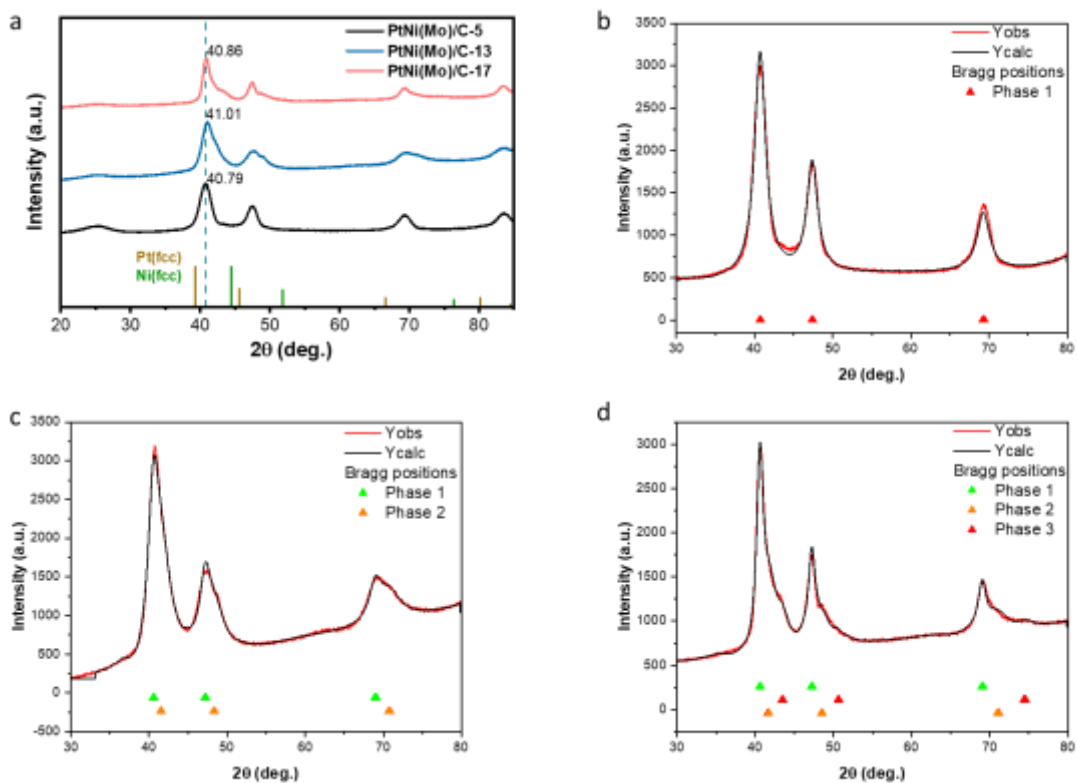 a
PtNi(Mo)/C-5
PtNi(Mo)/C-13
PtNi(Mo)/C-17
40.86
41.01
40.79
Pt(fcc)
Ni(fcc)
Intensity (a.u.)
20 30 40 50 60 70 80
2θ (deg.)
b
Yobs
Ycalc
Bragg positions
Phase 1
Intensity (a.u.)
3500
3000
2500
2000
1500
1000
500
0
30 40 50 60 70 80
2θ (deg.)
c
Yobs
Ycalc
Bragg positions
Phase 1
Phase 2
Intensity (a.u.)
3500
3000
2500
2000
1500
1000
500
0
-500
30 40 50 60 70 80
2θ (deg.)
d
Yobs
Ycalc
Bragg positions
Phase 1
Phase 2
Phase 3
Intensity (a.u.)
3000
2500
2000
1500
1000
500
0
30 40 50 60 70 80
2θ (deg.)